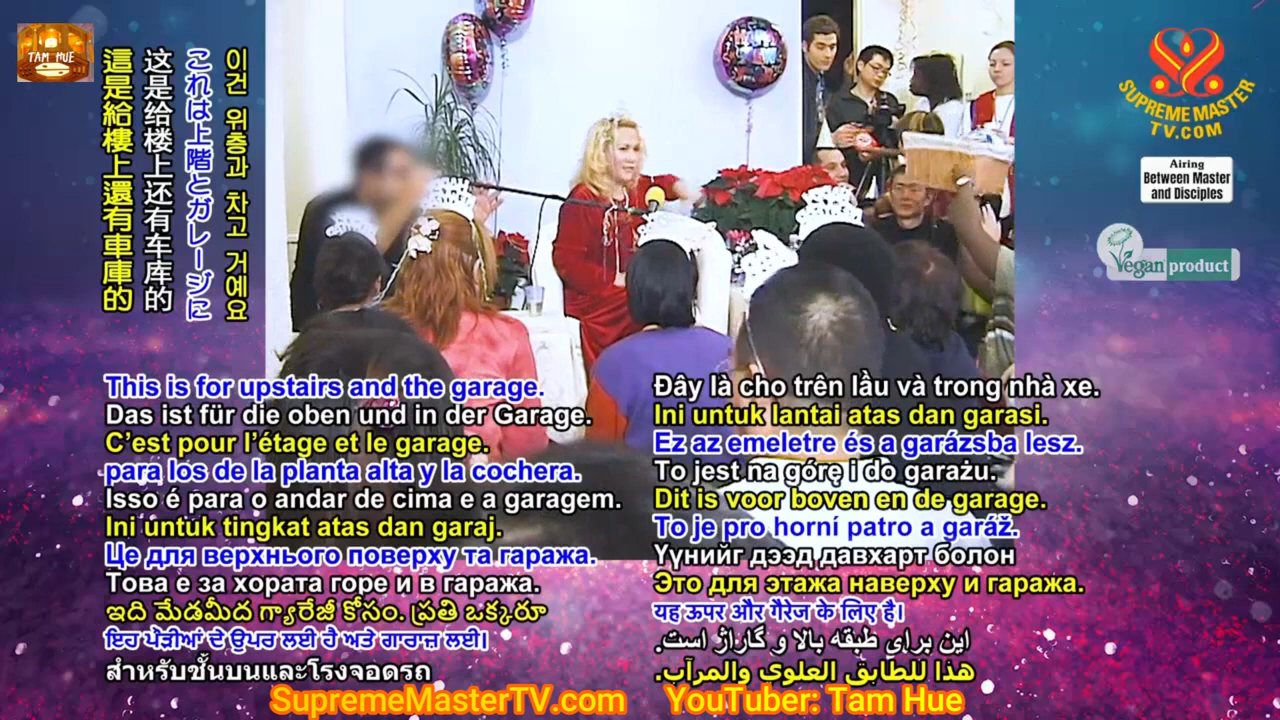 TAM HUE
이건 위층과 차고 거예요
これは上階とガレージに
这是给楼上还有车库的
這是給樓上還有車庫的
SUPREME MASTER
TV.COM
Airing
Between Master
and Disciples
Vegan product
This is for upstairs and the garage.
Das ist für die oben und in der Garage.
C’est pour l’étage et le garage.
para los de la planta alta y la cochera.
Isso é para o andar de cima e a garagem.
Ini untuk tingkat atas dan garaj.
Це для верхнього поверху та гаража.
Това е за хората горе и в гаража.
ఇది మేడమీద గ్యారేజీ కోసం. ప్రతి ఒక్కరూ
ਇਹ ਪੌੜੀਆਂ ਦੇ ਉਪਰ ਲਈ ਹੈ ਅਤੇ ਗਾਰਾਜ਼ ਲਈ।
สำหรับชั้นบนและโรงจอดรถ
Đây là cho trên lầu và trong nhà xe.
Ini untuk lantai atas dan garasi.
Ez az emeletre és a garázsba lesz.
To jest na górę i do garażu.
Dit is voor boven en de garage.
To je pro horní patro a garáž.
Үүнийг дээд давхарт болон
Это для этажа наверху и гаража.
यह ऊपर और गैरेज के लिए है।
این برای طبقه بالا و گاراژ است.
هذا للطابق العلوي والمرآب.
SupremeMasterTV.com YouTuber: Tam Hue